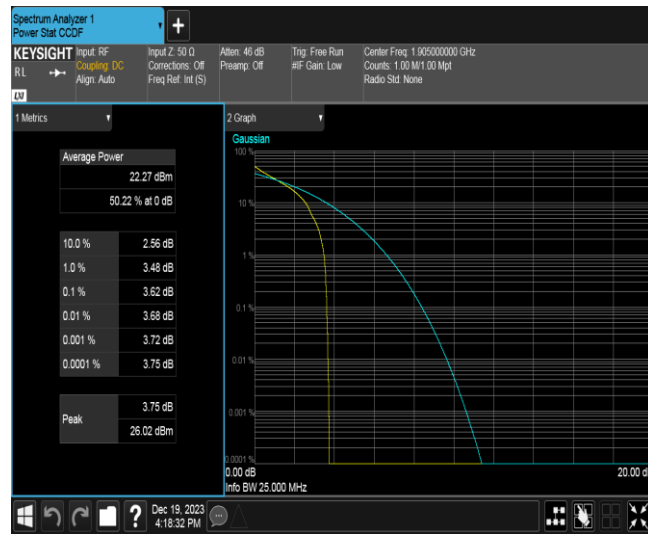 Spectrum Analyzer 1
Power Stat CCDF
+
KEYSIGHT
RL
LXI
Input: RF
Coupling: DC
Align: Auto
Input Z: 50 Ω
Corrections: Off
Freq Ref: Int (S)
Atten: 46 dB
Preamp: Off
Trig: Free Run
#IF Gain: Low
Center Freq: 1.905000000 GHz
Counts: 1.00 M/1.00 Mpt
Radio Std: None
1 Metrics
Average Power
22.27 dBm
50.22 % at 0 dB
10.0 % 2.56 dB
1.0 % 3.48 dB
0.1 % 3.62 dB
0.01 % 3.68 dB
0.001 % 3.72 dB
0.0001 % 3.75 dB
Peak
3.75 dB
26.02 dBm
2 Graph
Gaussian
100 %
10 %
1 %
0.1 %
0.01 %
0.001 %
0.0001 %
0.00 dB 20.00 d
Info BW 25.000 MHz
?
Dec 19, 2023
4:18:32 PM